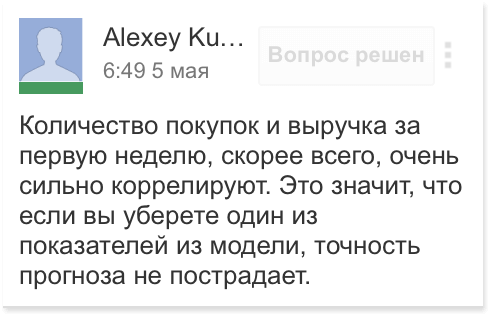 Alexey Ku...
Вопрос решен
6:49 5 мая
Количество покупок и выручка за
первую неделю, скорее всего, очень
сильно коррелируют. Это значит, что
если вы уберете один из
показателей из модели, точность
прогноза не пострадает.